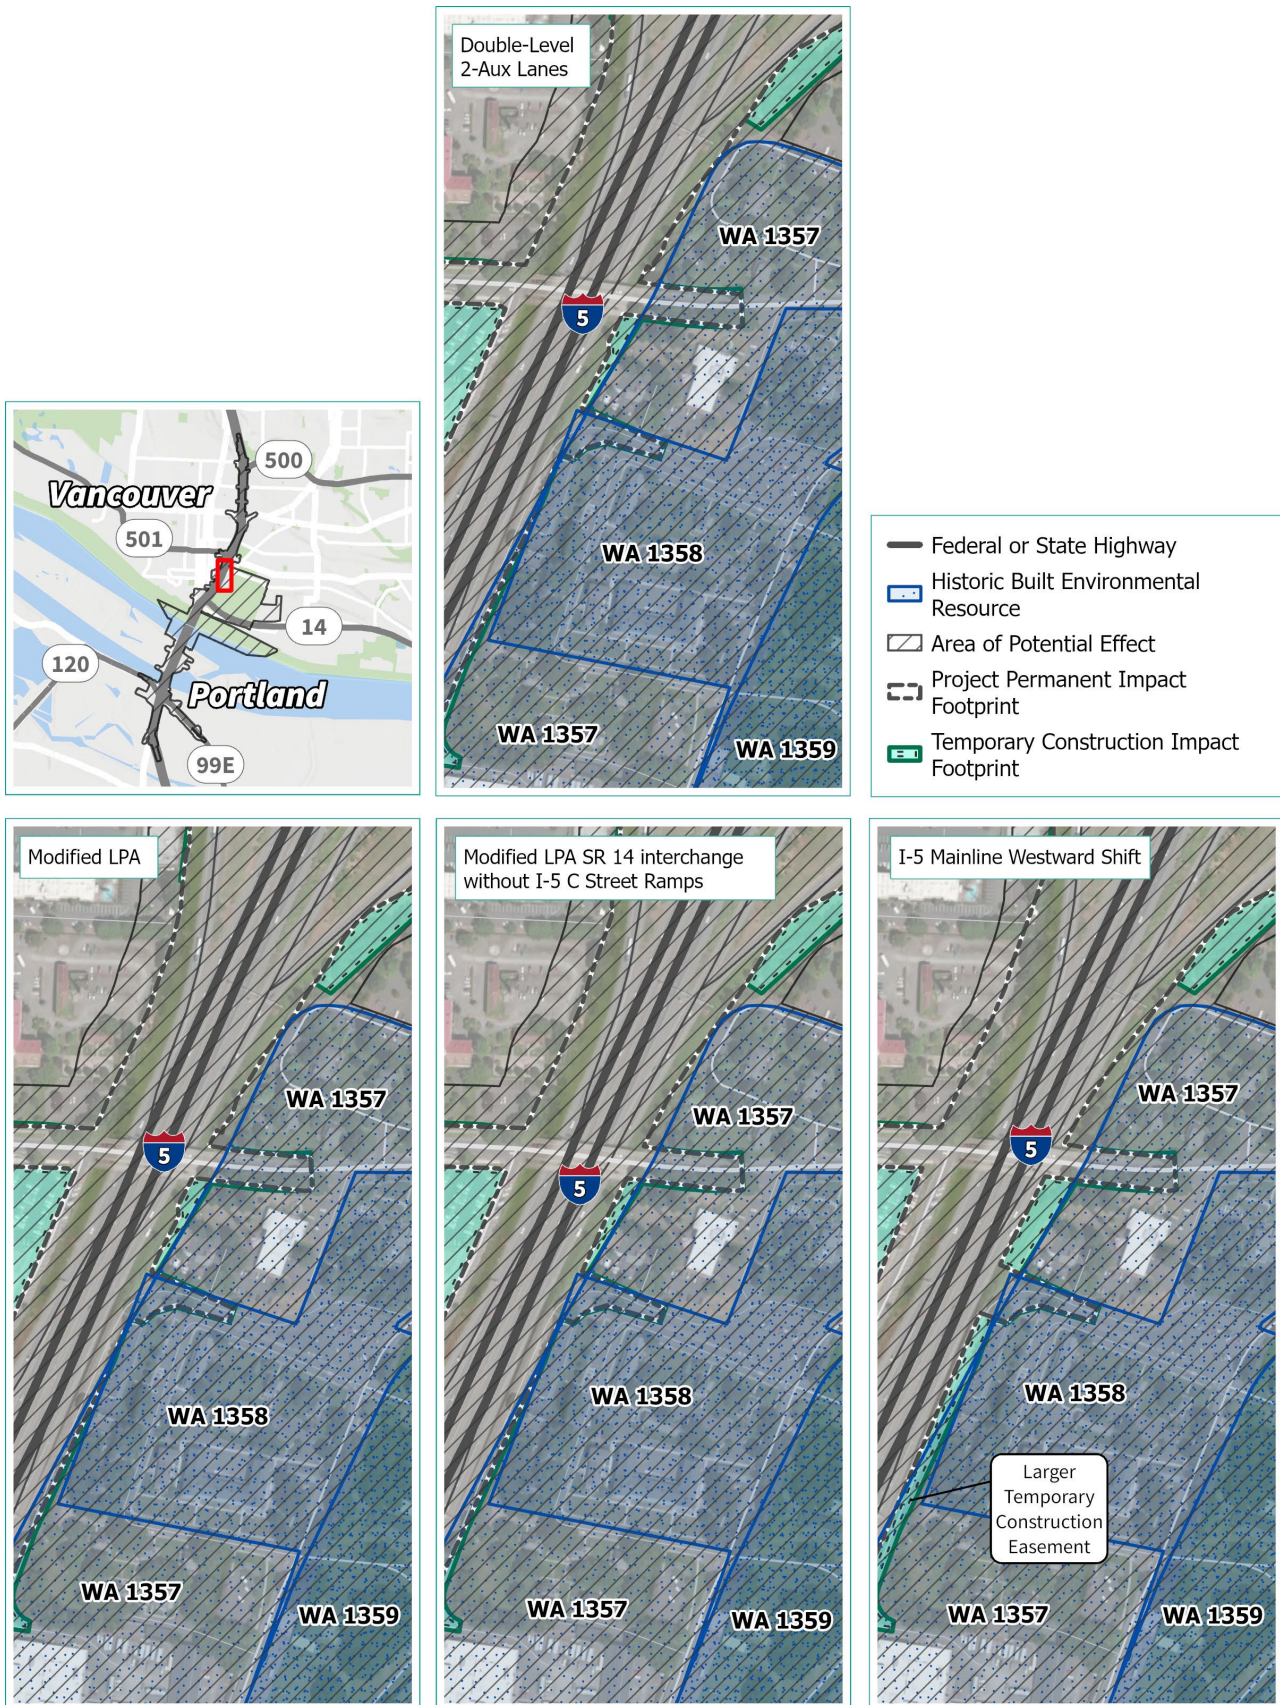 Double-Level
2-Aux Lanes
WA 1357
5
WA 1358
WA 1357
WA 1359
500
Vancouver
501
14
120
Portland
99E
Federal or State Highway
Historic Built Environmental
Resource
Area of Potential Effect
Project Permanent Impact
Footprint
Temporary Construction Impact
Footprint
Modified LPA
WA 1357
5
WA 1358
WA 1357
WA 1359
Modified LPA SR 14 interchange
without I-5 C Street Ramps
WA 1357
5
WA 1358
WA 1357
WA 1359
I-5 Mainline Westward Shift
WA 1357
5
WA 1358
Larger
Temporary
Construction
Easement
WA 1357
WA 1359